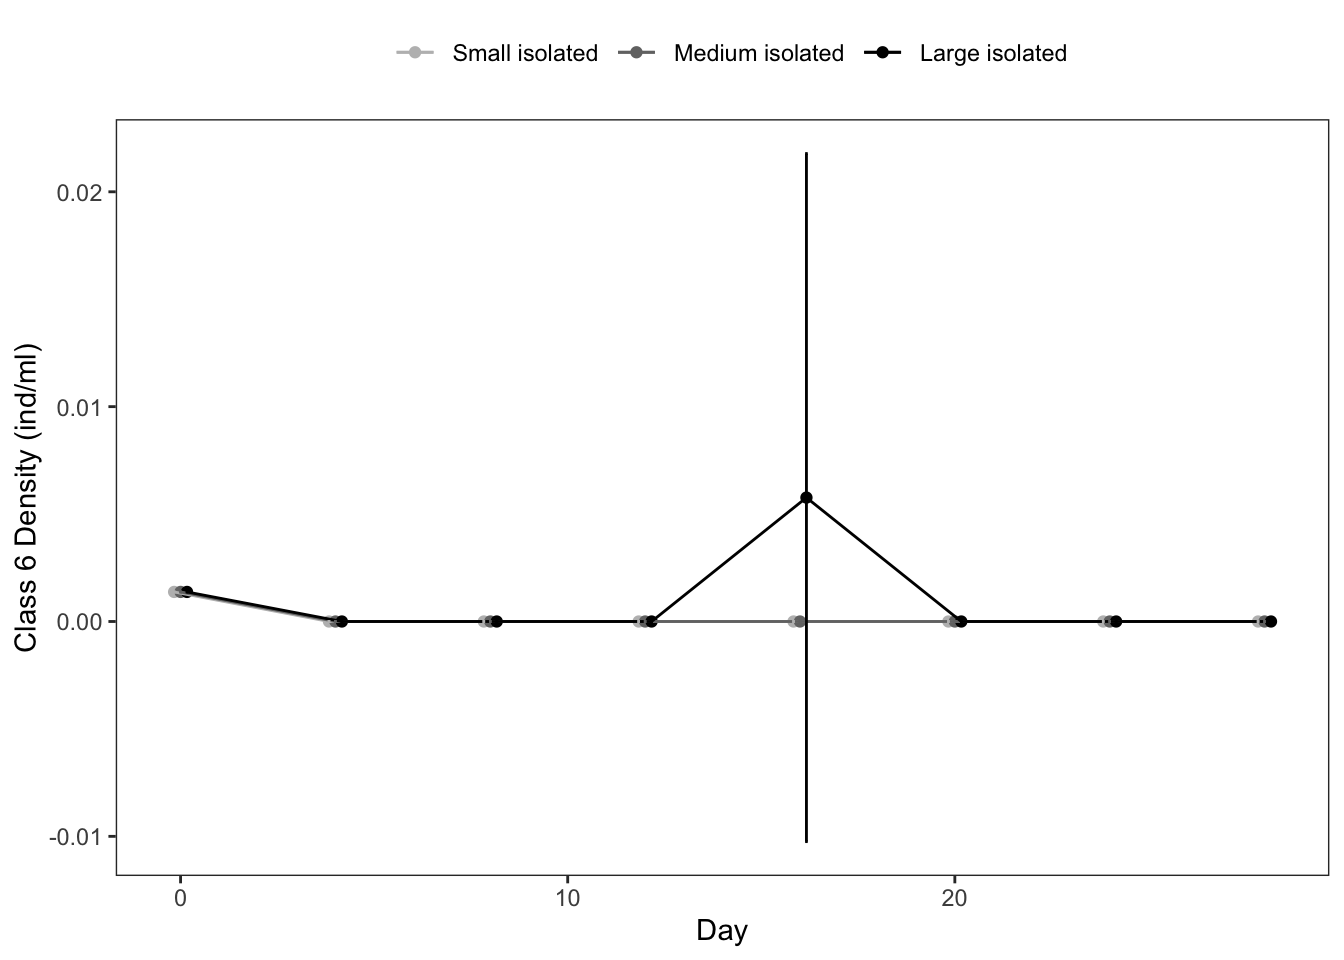 Small isolated Medium isolated Large isolated
0.02
0.01
0.00
-0.01
Class 6 Density (ind/ml)
0 10 20
Day